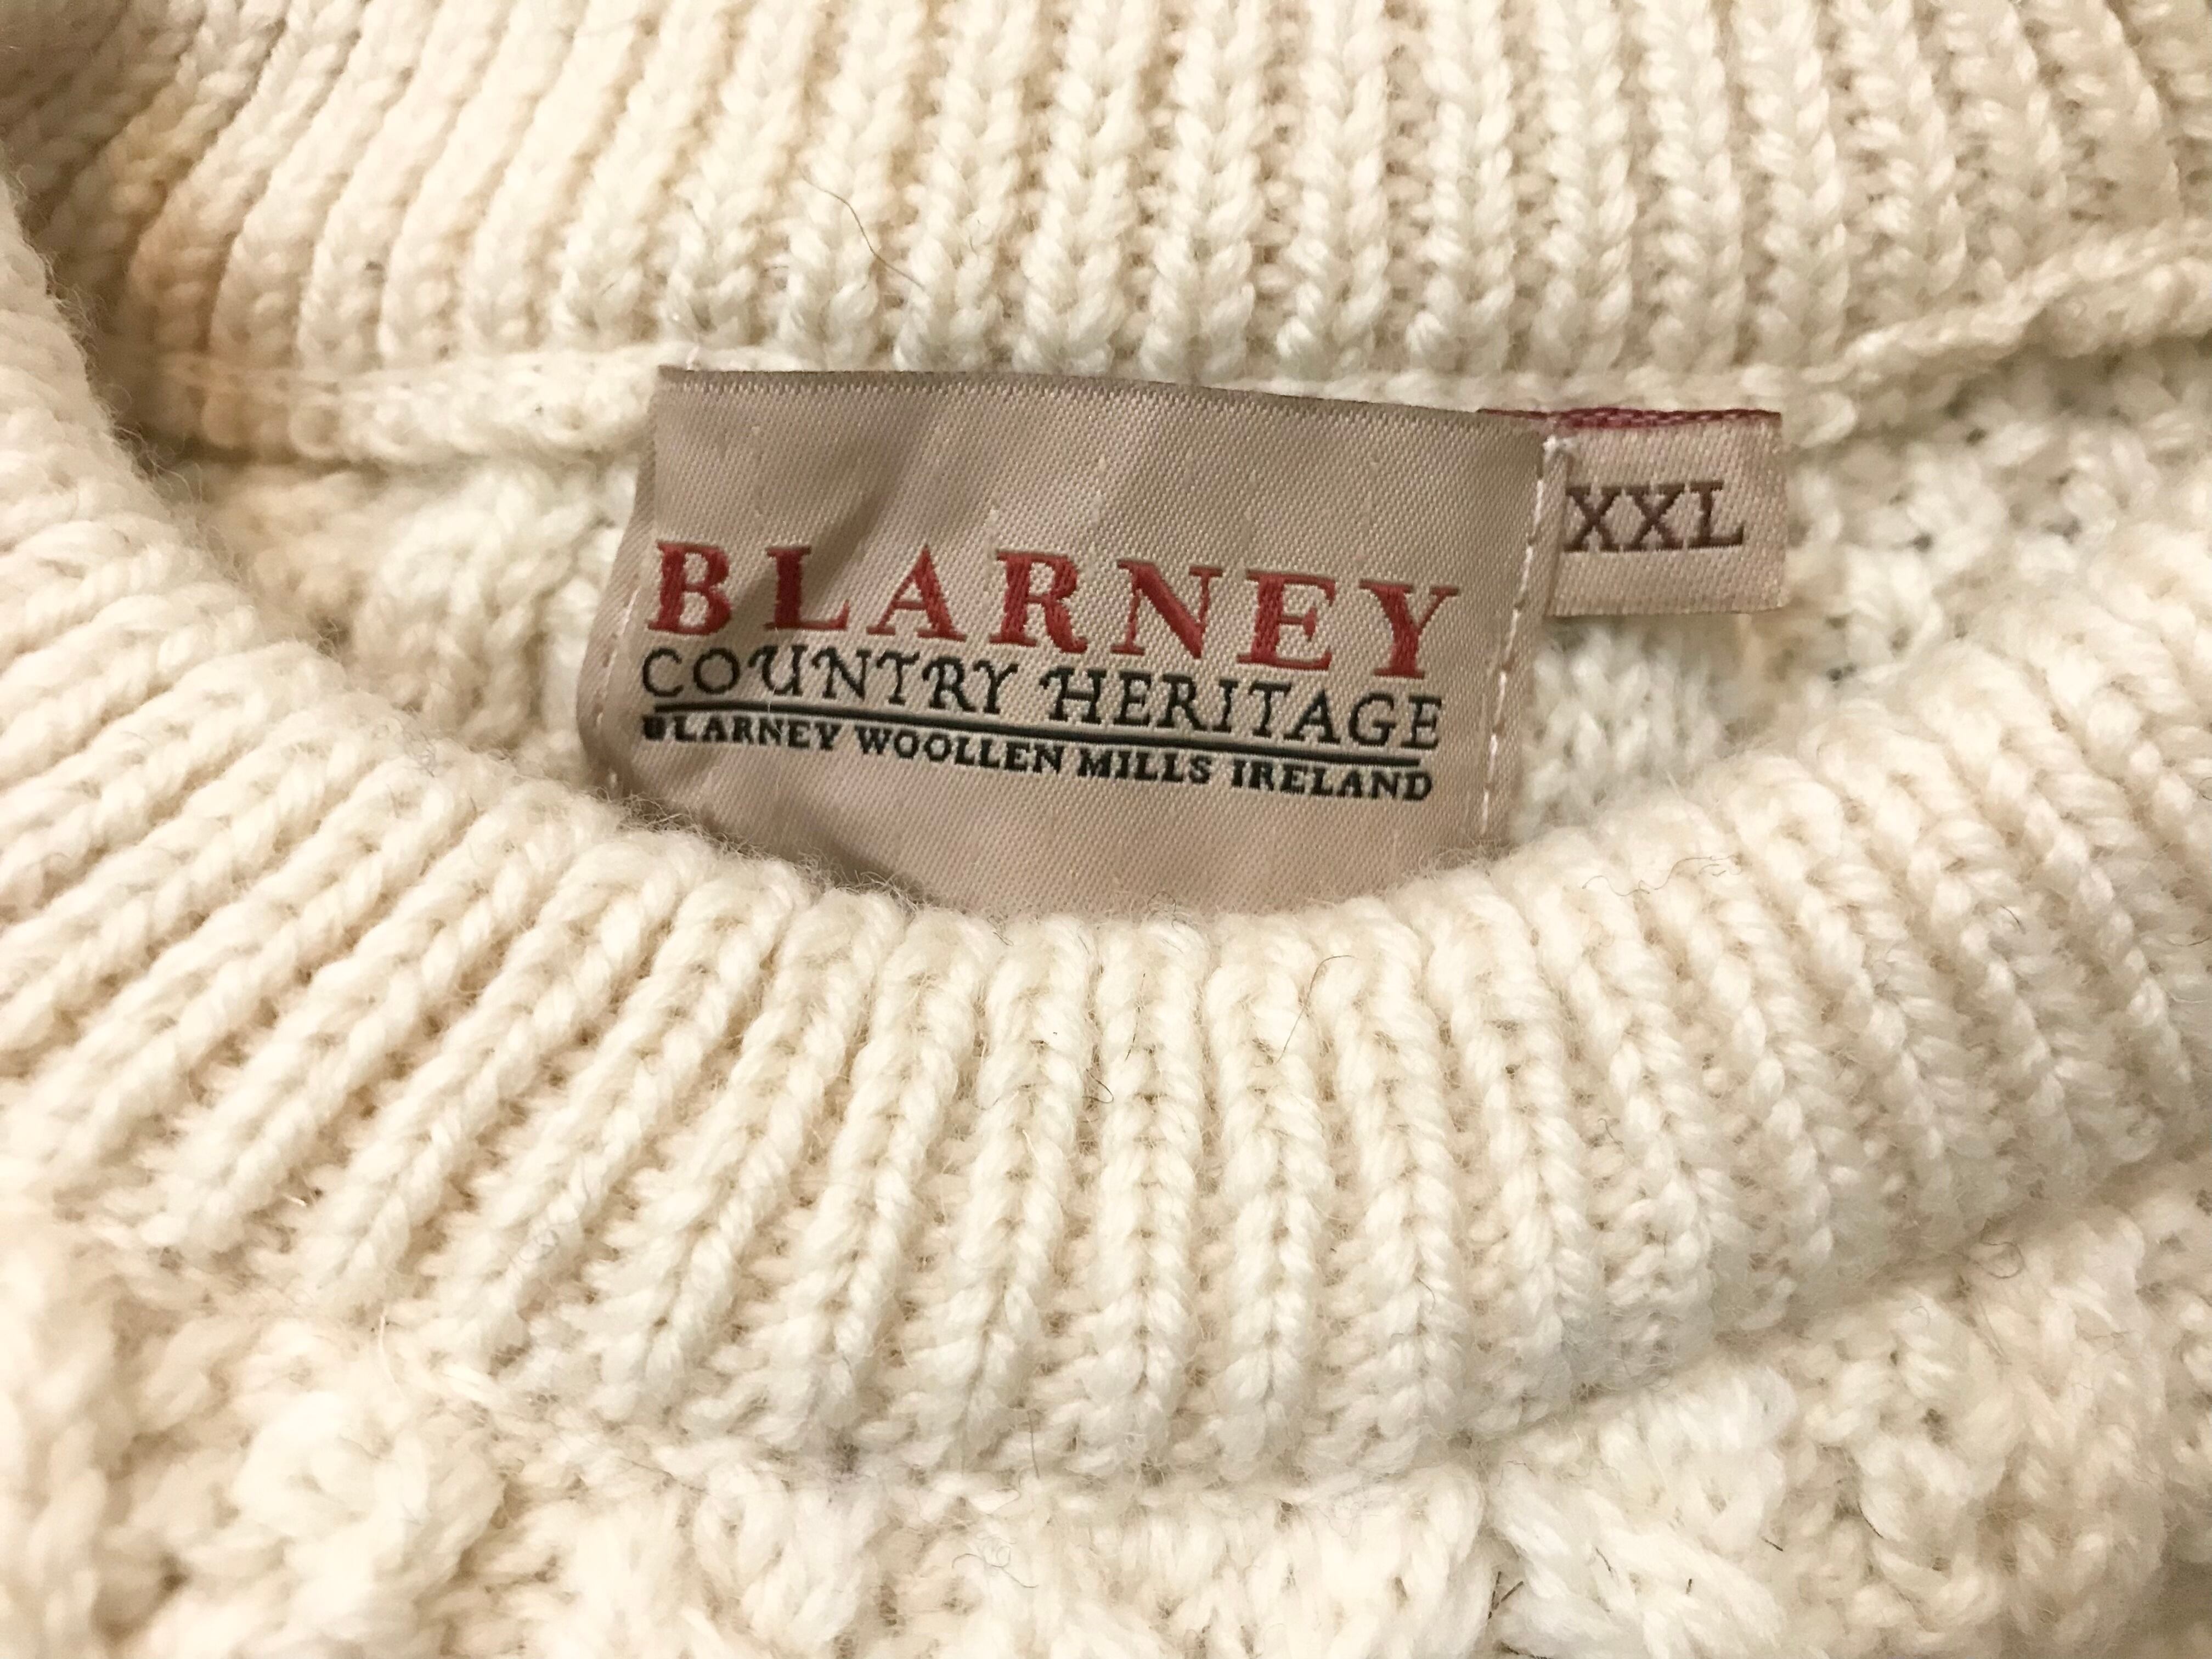 BLARNEY
COUNTRY HERITAGE
BLARNEY WOOLLEN MILLS IRELAND
XXL